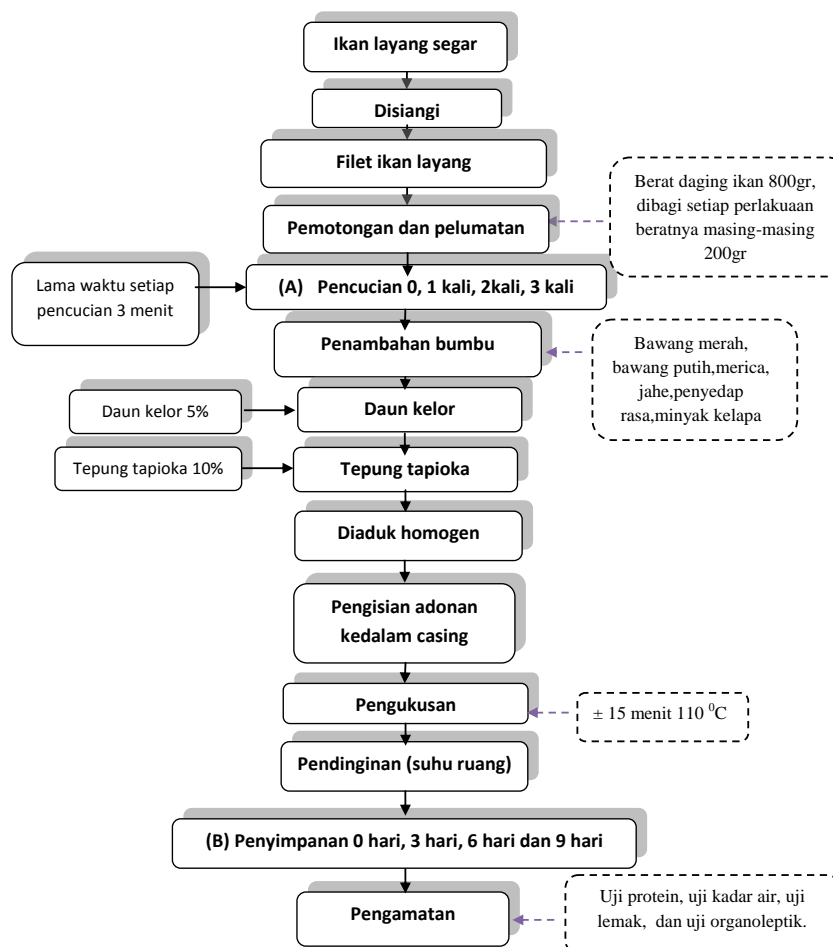 Ikan layang segar
Disiangi
Filet ikan layang
Berat daging ikan 800gr,
dibagi setiap perlakuaan
beratnya masing-masing
200gr
Pemotongan dan pelumatan
Lama waktu setiap
pencucian 3 menit
(A) Pencucian 0, 1 kali, 2kali, 3 kali
Penambahan bumbu
Bawang merah,
bawang putih,merica,
jahe,penyedap
rasa,minyak kelapa
Daun kelor 5%
Daun kelor
Tepung tapioka 10%
Tepung tapioka
Diaduk homogen
Pengisian adonan
kedalam casing
Pengukusan
± 15 menit 110 ⁰C
Pendinginan (suhu ruang)
(B) Penyimpanan 0 hari, 3 hari, 6 hari dan 9 hari
Pengamatan
Uji protein, uji kadar air, uji
lemak, dan uji organoleptik.